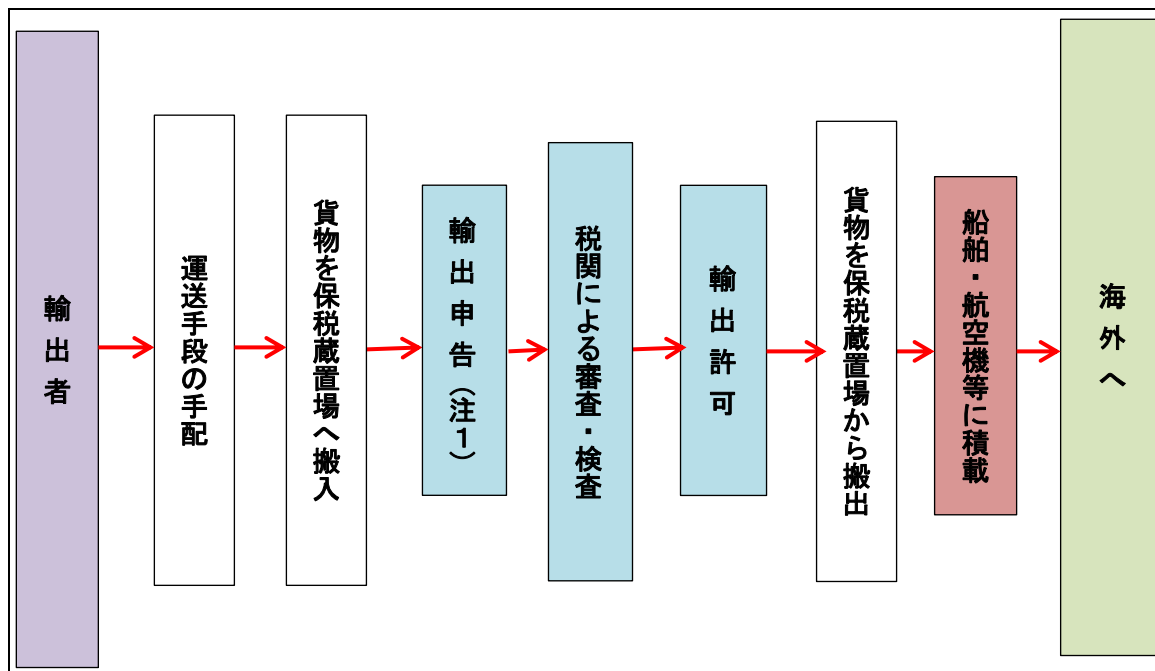 輸出者
運送手段の手配
貨物を保税蔵置場へ搬入
輸出申告（注１）
税関による審査・検査
輸出許可
貨物を保税蔵置場から搬出
船舶・航空機等に積載
海外へ